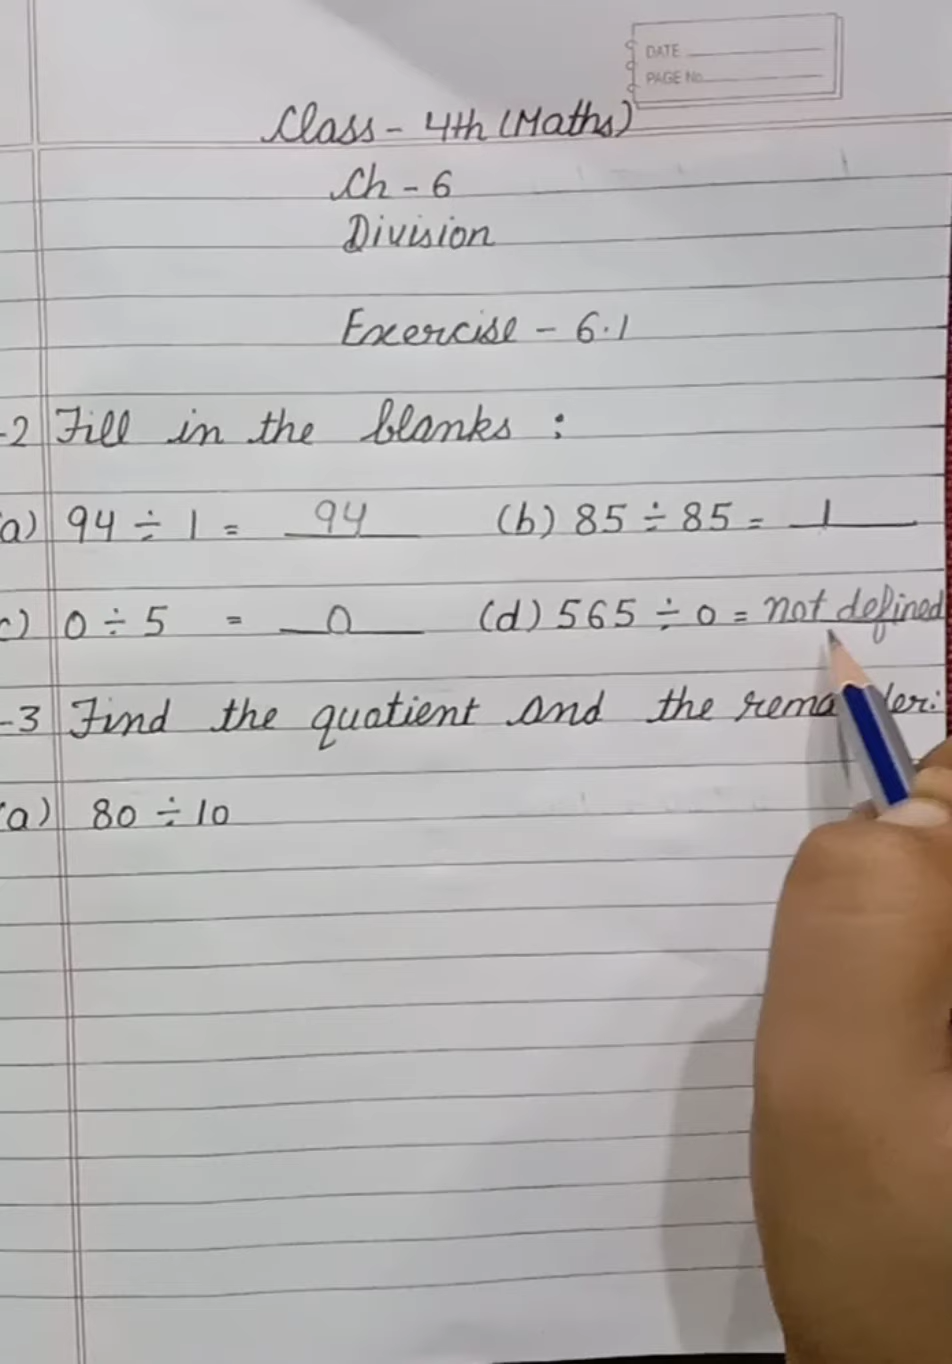 DATE
PAGE No.
Class - 4th (Maths)
Ch - 6
Division
Exercise - 6.1
-2 Fill in the blanks :
a) 94 ÷ 1 = 94 (b) 85 ÷ 85 = 1
c) 0 ÷ 5 = 0 (d) 565 ÷ 0 = not defined
-3 Find the quotient and the rema der:
(a) 80 ÷ 10